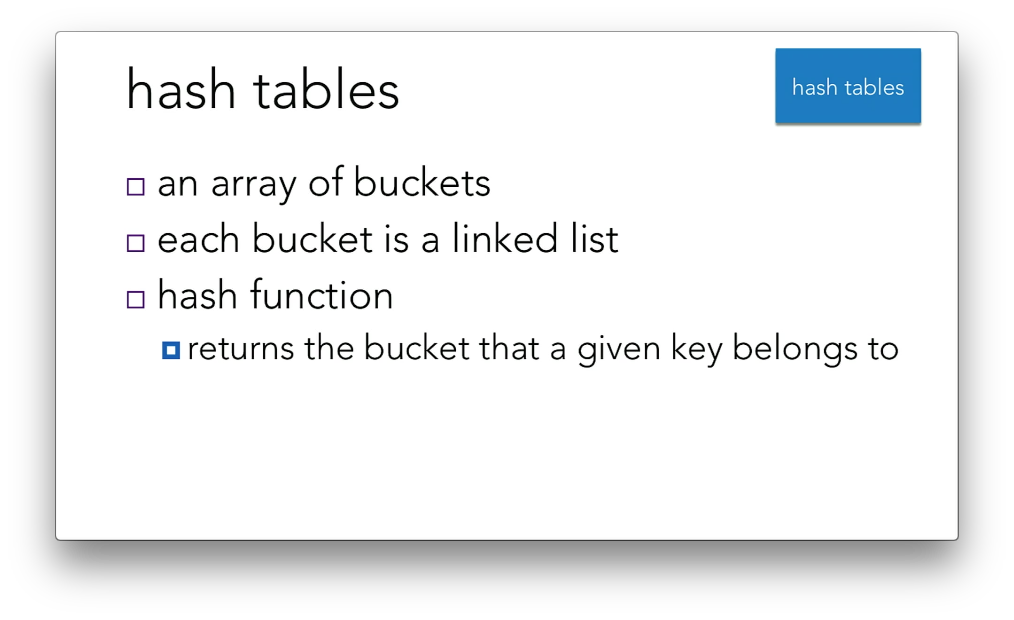 hash tables
hash tables
an array of buckets
each bucket is a linked list
hash function
returns the bucket that a given key belongs to